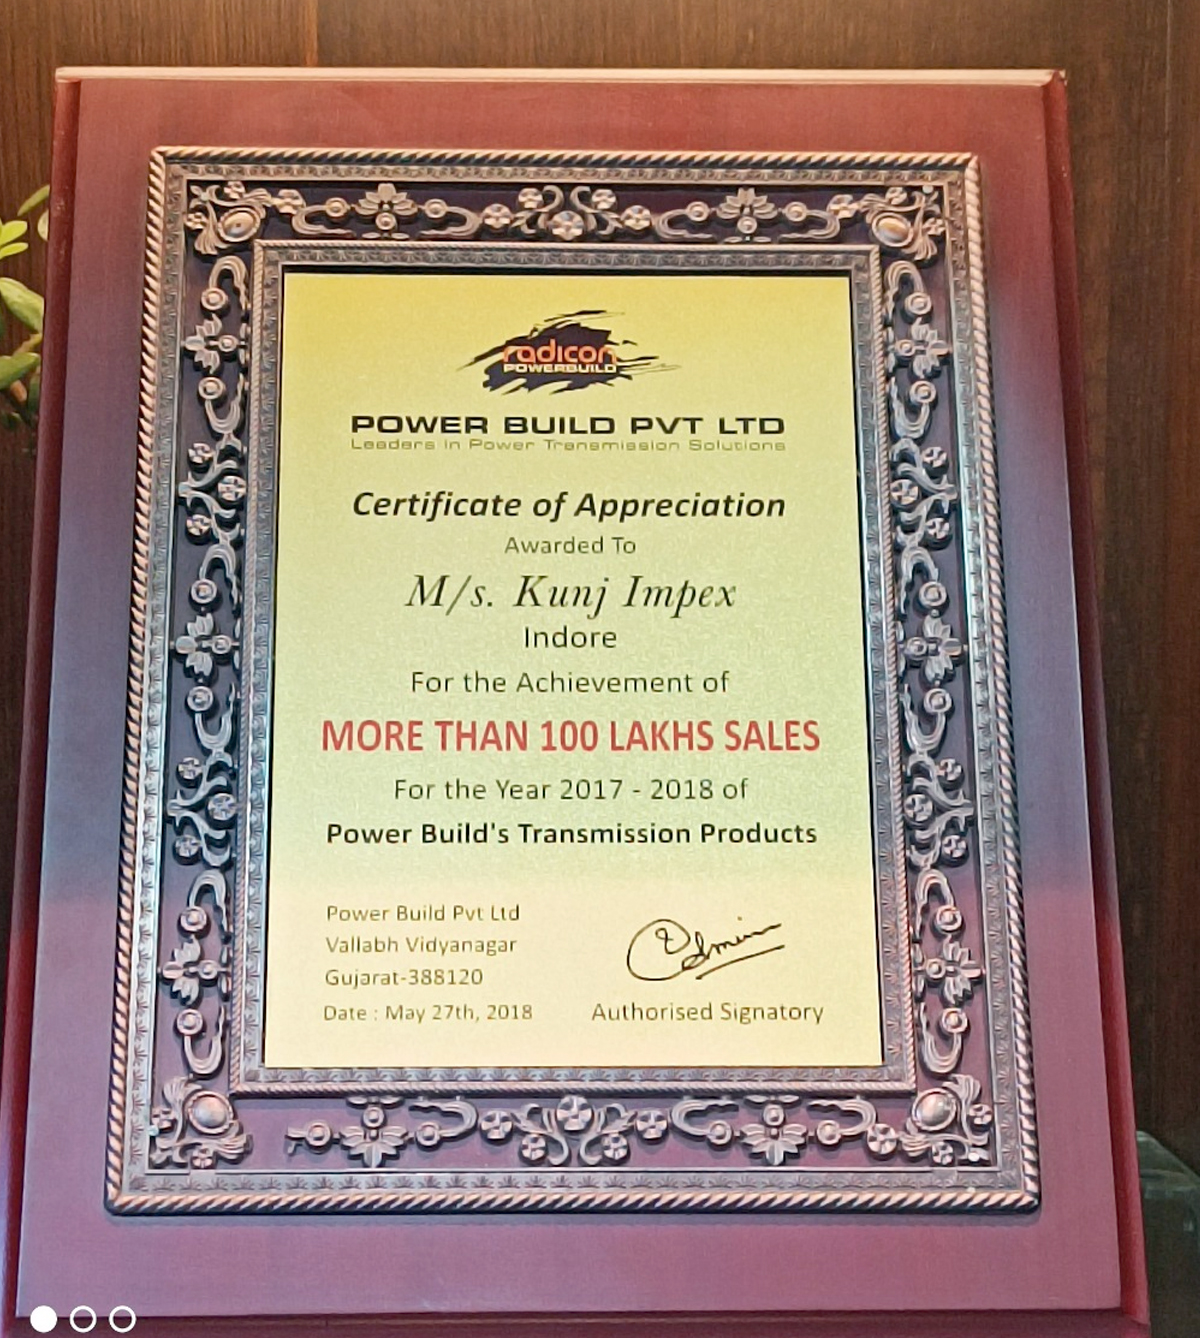 radicon
POWERBUILD
POWER BUILD PVT LTD
Leaders in Power Transmission Solutions
Certificate of Appreciation
Awarded To
M/s. Kunj Impex
Indore
For the Achievement of
MORE THAN 100 LAKHS SALES
For the Year 2017 - 2018 of
Power Build's Transmission Products
Power Build Pvt Ltd
Vallabh Vidyanagar
Gujarat-388120
Date : May 27th, 2018
Authorised Signatory